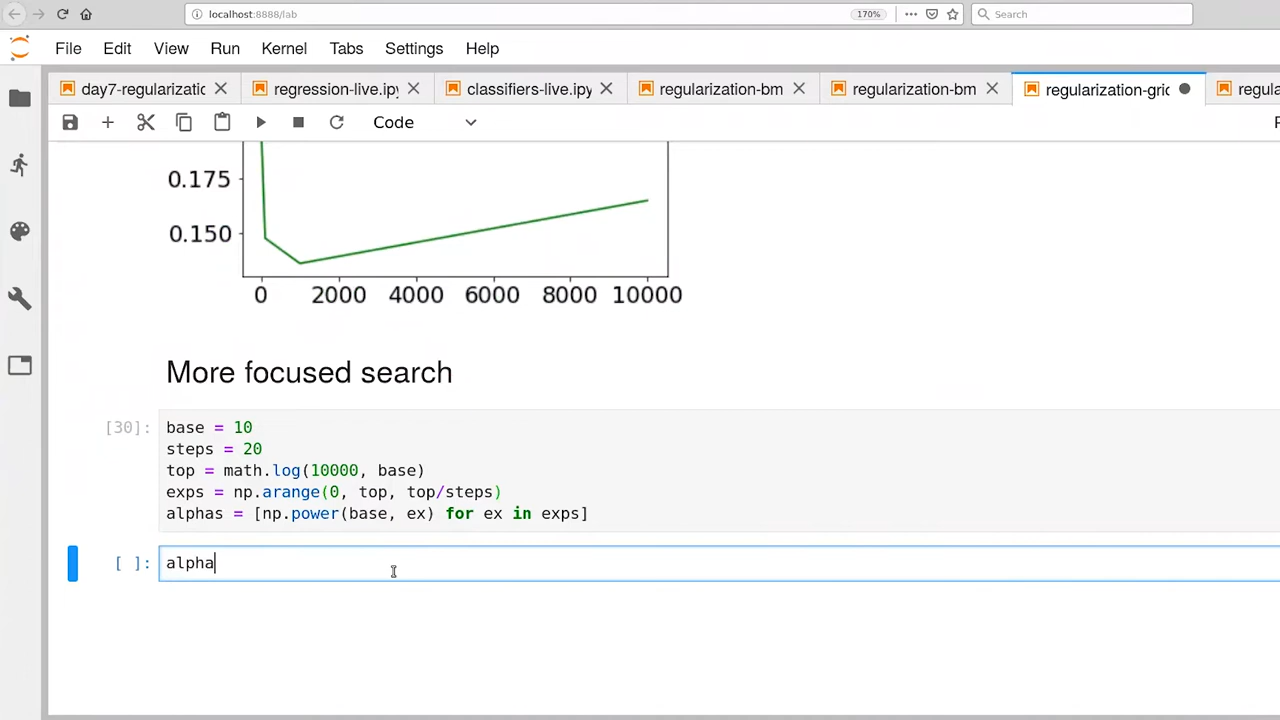 localhost:8888/lab
170%
Search
File Edit View Run Kernel Tabs Settings Help
day7-regularizatic
regression-live.ipy
classifiers-live.ipy
regularization-bm
regularization-bm
regularization-gric
regula
Code
0.175
0.150
0 2000 4000 6000 8000 10000
More focused search
[30]:
base = 10
steps = 20
top = math.log(10000, base)
exps = np.arange(0, top, top/steps)
alphas = [np.power(base, ex) for ex in exps]
[ ]:
alpha